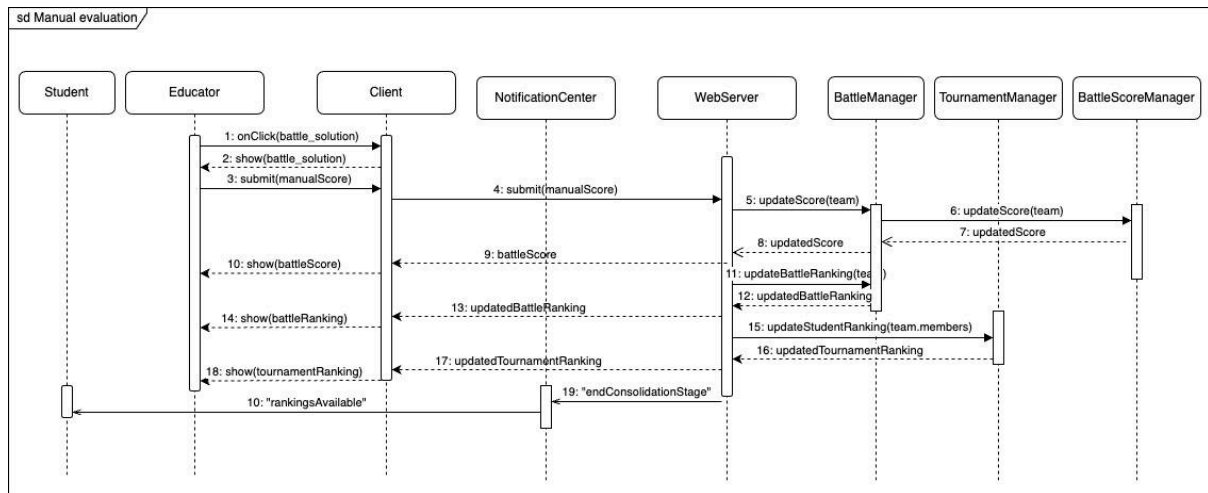 sd Manual evaluation
Student
Educator
Client
NotificationCenter
WebServer
BattleManager
TournamentManager
BattleScoreManager
1: onClick(battle_solution)
2: show(battle_solution)
3: submit(manualScore)
4: submit(manualScore)
5: updateScore(team)
6: updateScore(team)
7: updatedScore
8: updatedScore
9: battleScore
10: show(battleScore)
11: updateBattleRanking(team)
12: updatedBattleRanking
13: updatedBattleRanking
14: show(battleRanking)
15: updateStudentRanking(team.members)
16: updatedTournamentRanking
17: updatedTournamentRanking
18: show(tournamentRanking)
19: "endConsolidationStage"
10: "rankingsAvailable"